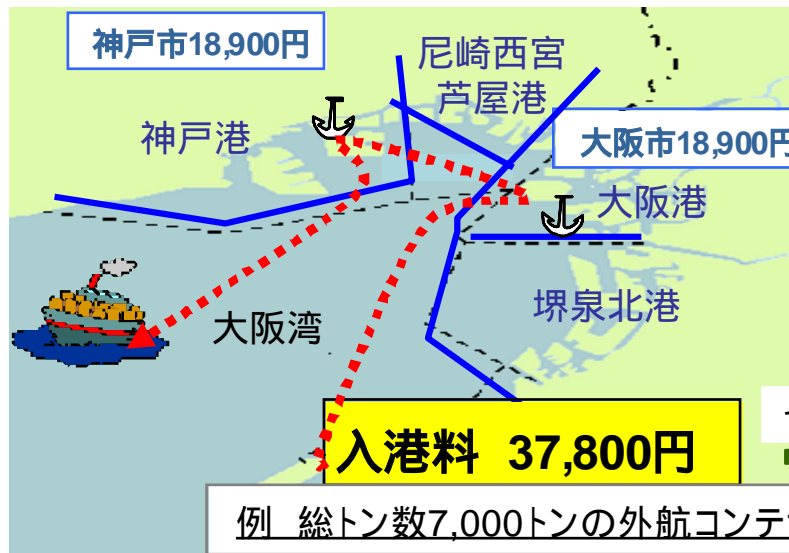 神戸市18,900円
尼崎西宮
芦屋港
神戸港
大阪市18,900円
大阪港
堺泉北港
大阪湾
入港料 37,800円
例 総トン数7,000トンの外航コンテ